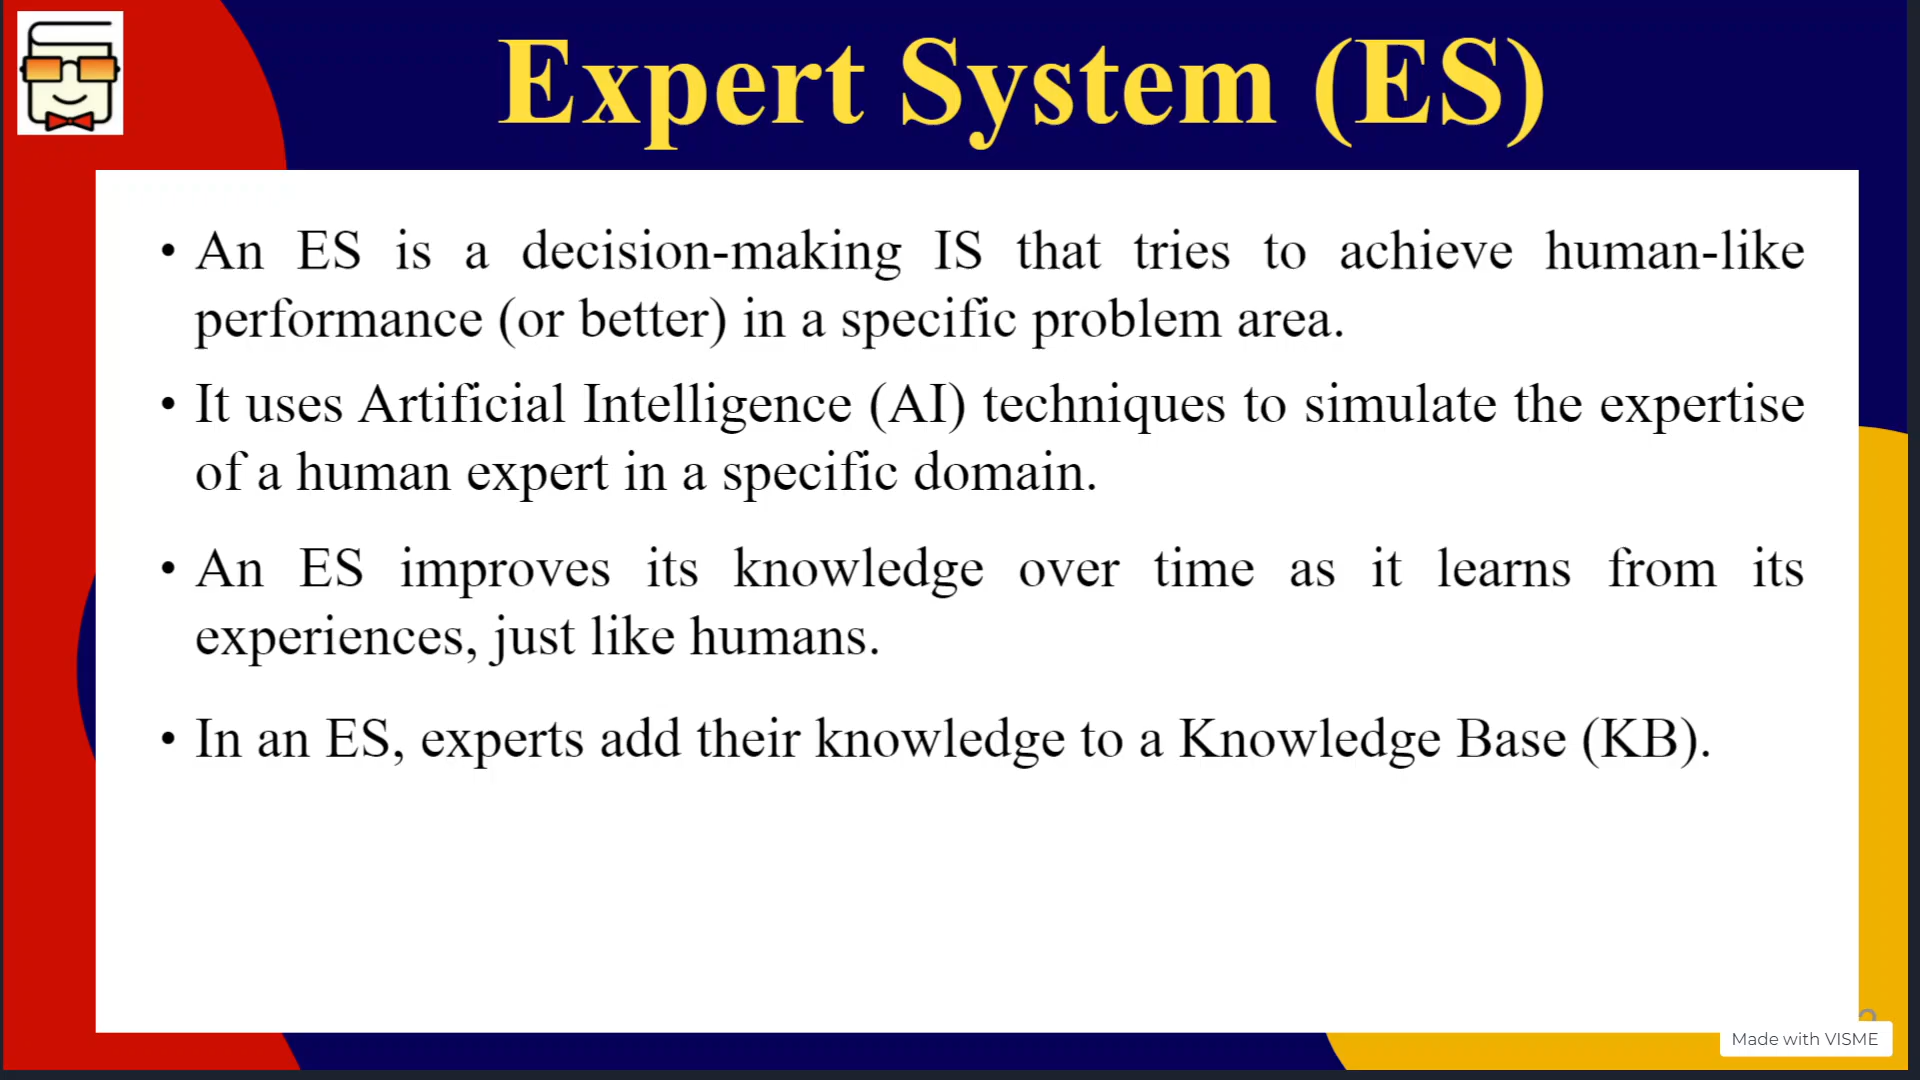 Expert System (ES)
• An ES is a decision-making IS that tries to achieve human-like
performance (or better) in a specific problem area.
• It uses Artificial Intelligence (AI) techniques to simulate the expertise
of a human expert in a specific domain.
• An ES improves its knowledge over time as it learns from its
experiences, just like humans.
• In an ES, experts add their knowledge to a Knowledge Base (KB).
Made with VISME